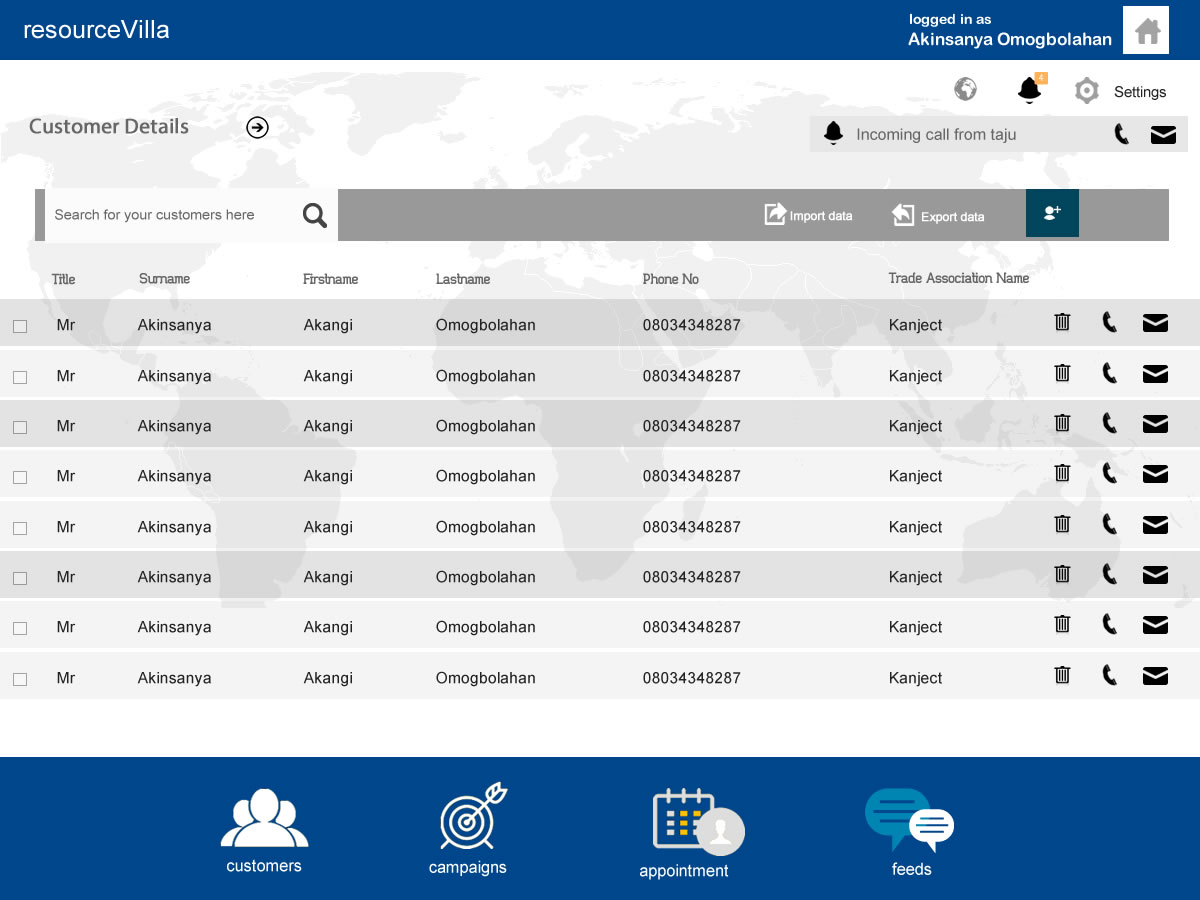 resourceVilla
logged in as
Akinsanya Omogbolahan
4
Settings
Customer Details
Incoming call from taju
Search for your customers here
Import data
Export data
Title Surname Firstname Lastname Phone No Trade Association Name
Mr Akinsanya Akangi Omogbolahan 08034348287 Kanject
Mr Akinsanya Akangi Omogbolahan 08034348287 Kanject
Mr Akinsanya Akangi Omogbolahan 08034348287 Kanject
Mr Akinsanya Akangi Omogbolahan 08034348287 Kanject
Mr Akinsanya Akangi Omogbolahan 08034348287 Kanject
Mr Akinsanya Akangi Omogbolahan 08034348287 Kanject
Mr Akinsanya Akangi Omogbolahan 08034348287 Kanject
Mr Akinsanya Akangi Omogbolahan 08034348287 Kanject
customers
campaigns
appointment
feeds